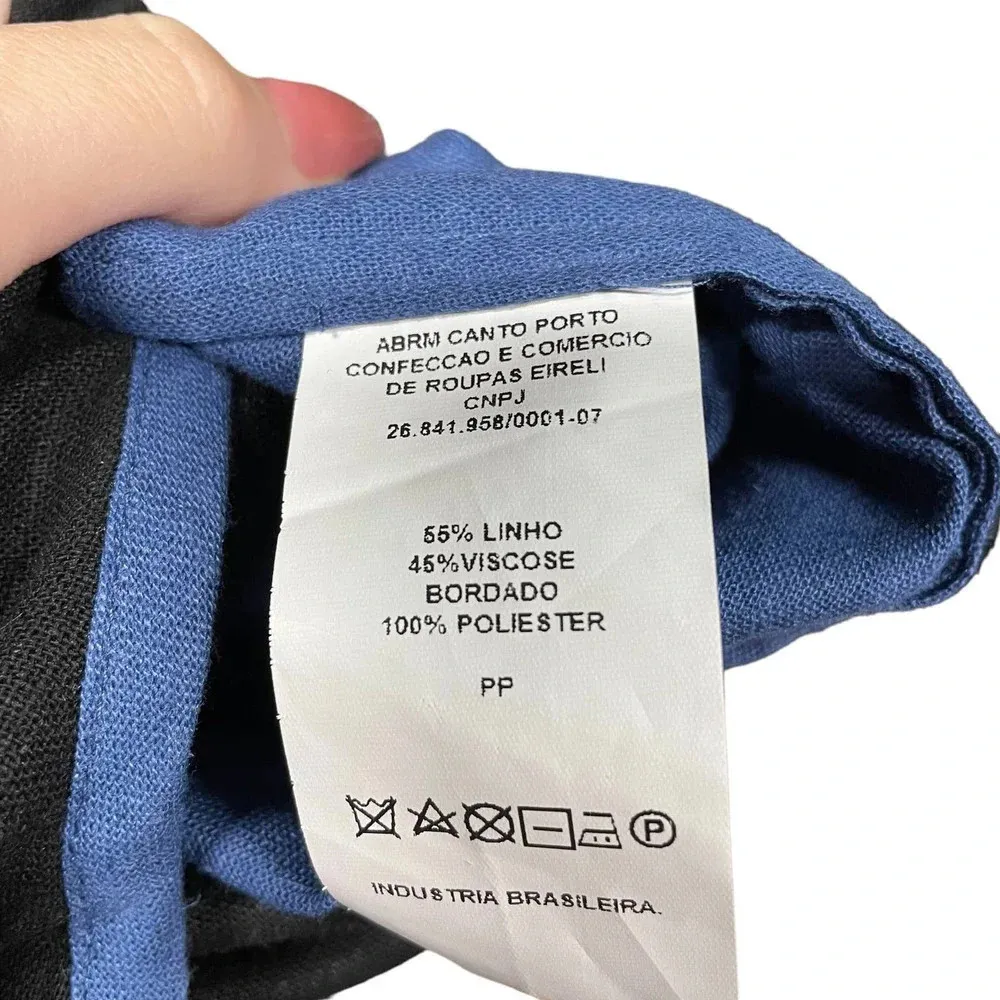 ABRM CANTO PORTO
CONFECCAO E COMERCIO
DE ROUPAS EIRELI
CNPJ
26.841.958/0001-07
55% LINHO
45%VISCOSE
BORDADO
100% POLIESTER
PP
P
INDUSTRIA BRASILEIRA.